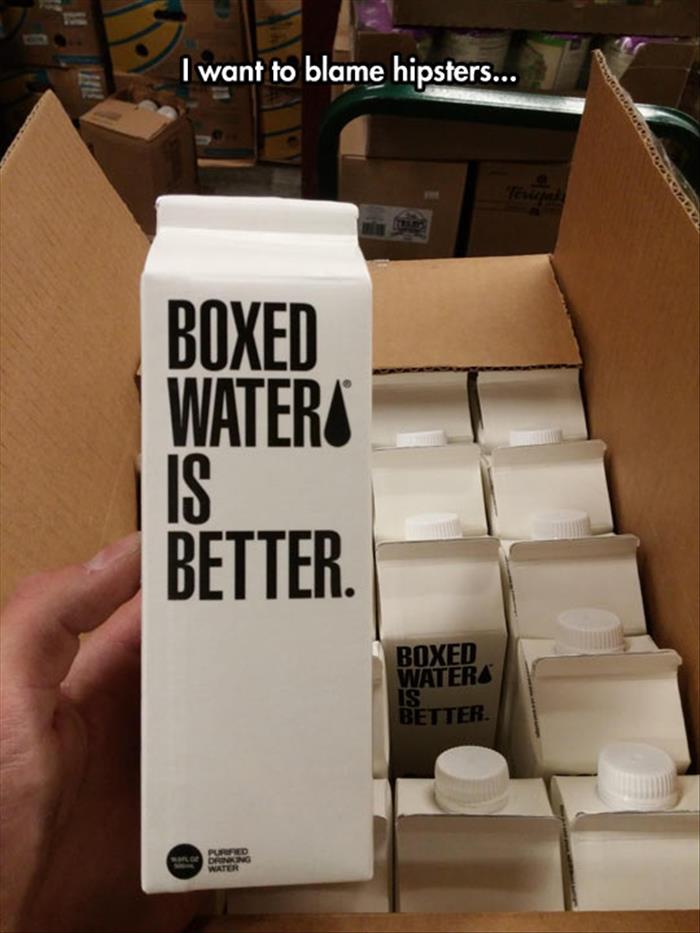 I want to blame hipsters...
BOXED
WATER
IS
BETTER.
PURIFIED
DRINKING
WATER
BOXED
WATER
IS
BETTER.